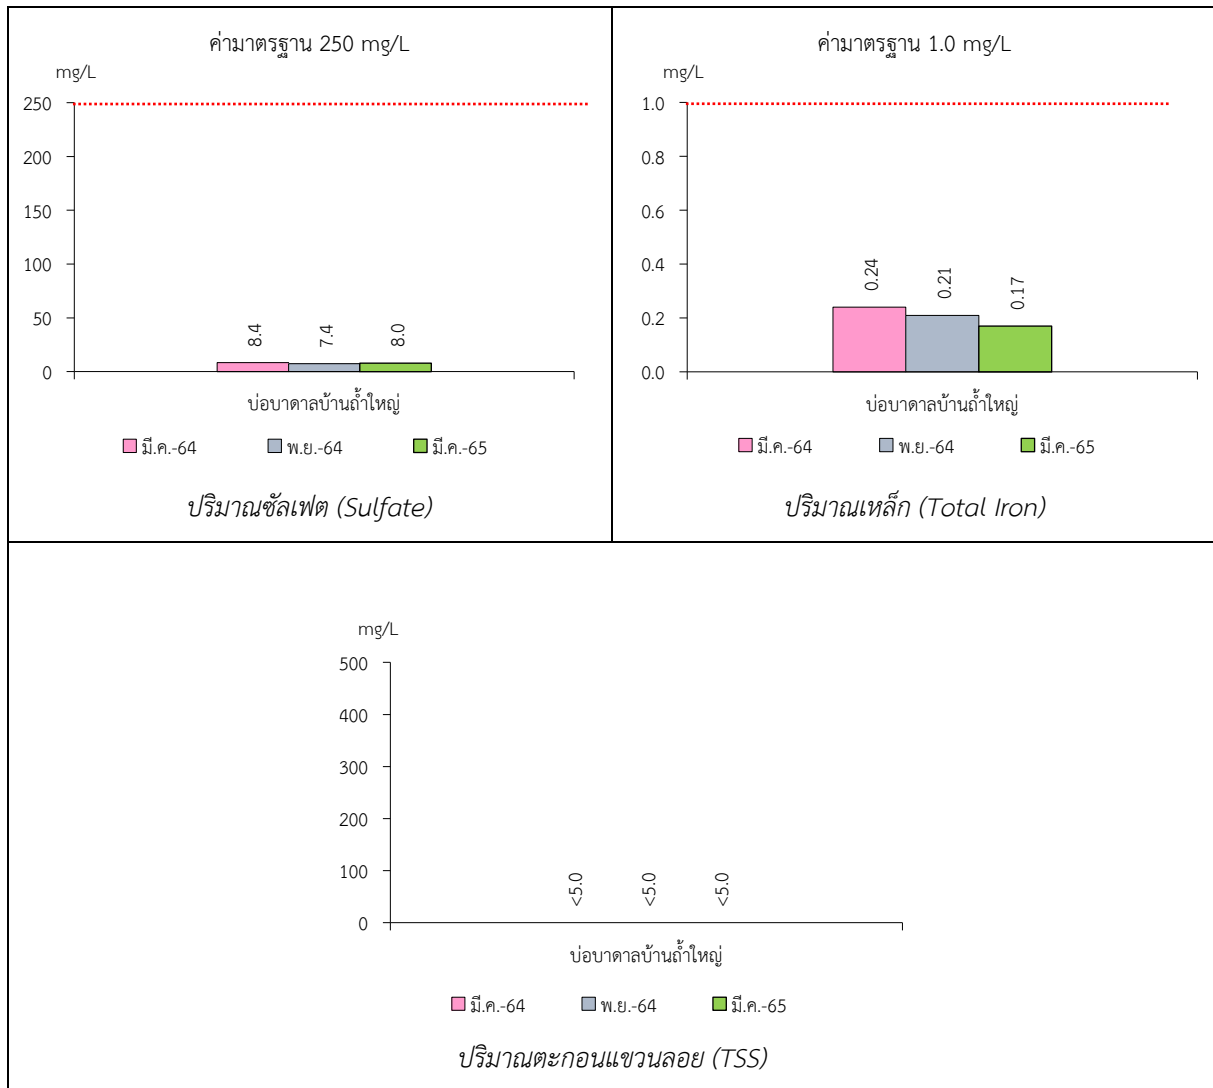 ค่ามาตรฐาน 250 mg/L
mg/L
250
200
150
100
50
0
8.4
7.4
8.0
บ่อบาดาลบ้านถ้ำใหญ่
มี.ค.-64 พ.ย.-64 มี.ค.-65
ปริมาณซัลเฟต (Sulfate)
ค่ามาตรฐาน 1.0 mg/L
mg/L
1.0
0.8
0.6
0.4
0.2
0.0
0.24
0.21
0.17
บ่อบาดาลบ้านถ้ำใหญ่
มี.ค.-64 พ.ย.-64 มี.ค.-65
ปริมาณเหล็ก (Total Iron)
mg/L
500
400
300
200
100
0
<5.0
<5.0
<5.0
บ่อบาดาลบ้านถ้ำใหญ่
มี.ค.-64 พ.ย.-64 มี.ค.-65
ปริมาณตะกอนแขวนลอย (TSS)